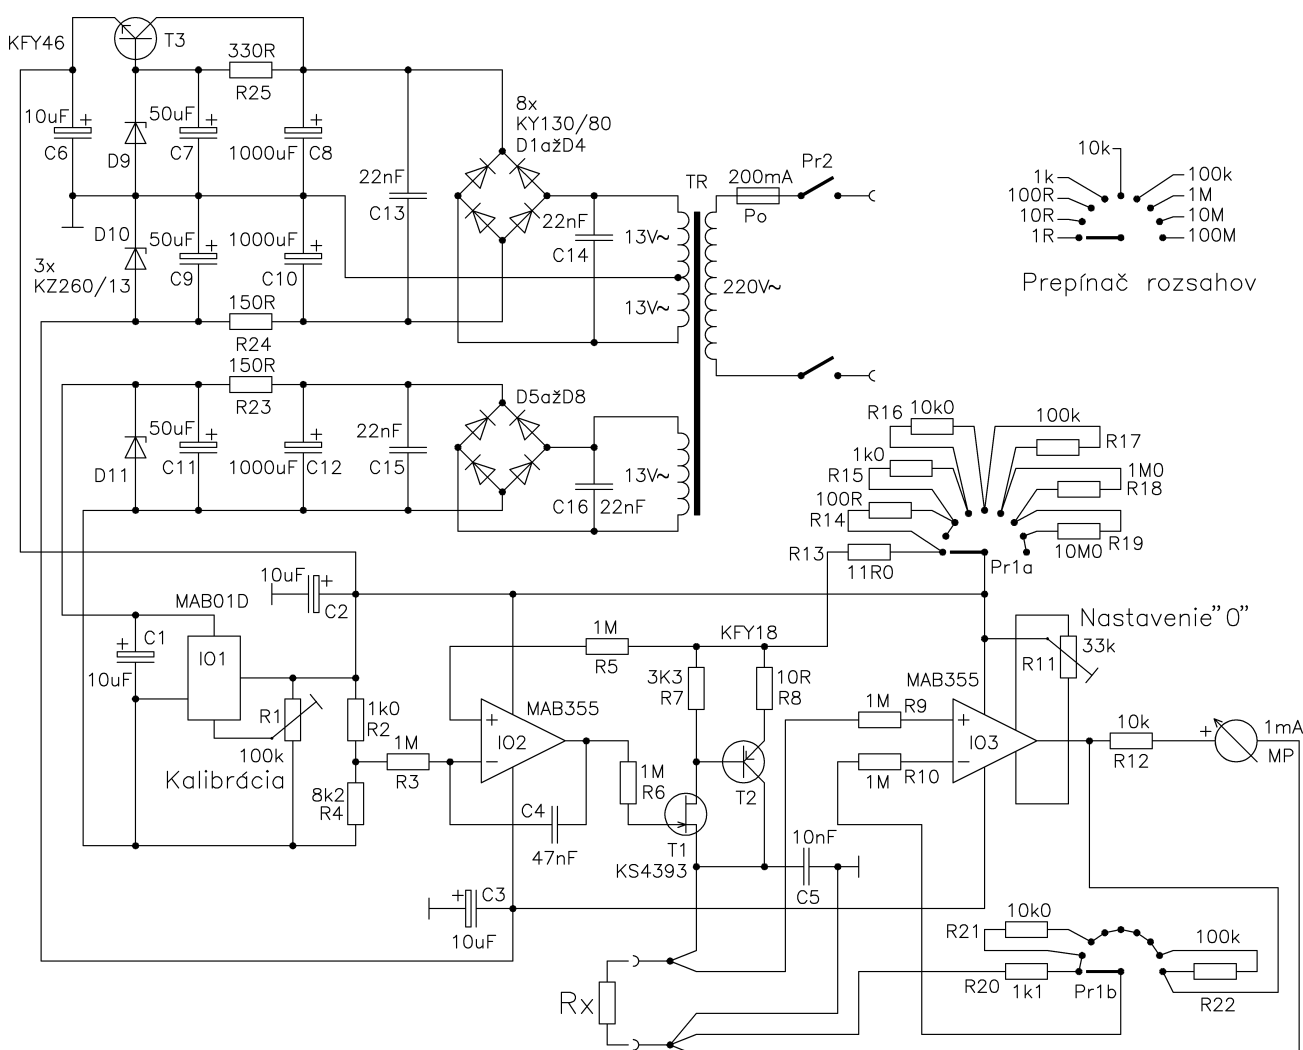 KFY46
T3
330R
R25
10uF
+
C6
D9
50uF
+
C7
1000uF
+
C8
22nF
C13
8x
KY130/80
D1ažD4
22nF
C14
TR
13V~
13V~
220V~
200mA
Po
Pr2
10k
1k
100R
10R
1R
100k
1M
10M
100M
Prepínač rozsahov
D10
3x
KZ260/13
50uF
+
C9
1000uF
+
C10
150R
R24
150R
R23
D11
50uF
+
C11
1000uF
+
C12
22nF
C15
D5ažD8
13V~
C16
22nF
R16
10k0
100k
R17
1k0
R15
1M0
R18
100R
R14
R19
10M0
R13
11R0
Pr1a
10uF
+
C2
MAB01D
+
C1
10uF
IO1
R1
100k
Kalibrácia
1k0
R2
8k2
R4
1M
R3
1M
R5
MAB355
+
IO2
−
C4
47nF
1M
R6
3K3
R7
KFY18
10R
R8
T2
T1
KS4393
10nF
C5
1M
R9
1M
R10
MAB355
+
IO3
−
Nastavenie"0"
33k
R11
10k
R12
+
1mA
MP
+
C3
10uF
Rx
R21
10k0
R20
1k1
Pr1b
100k
R22